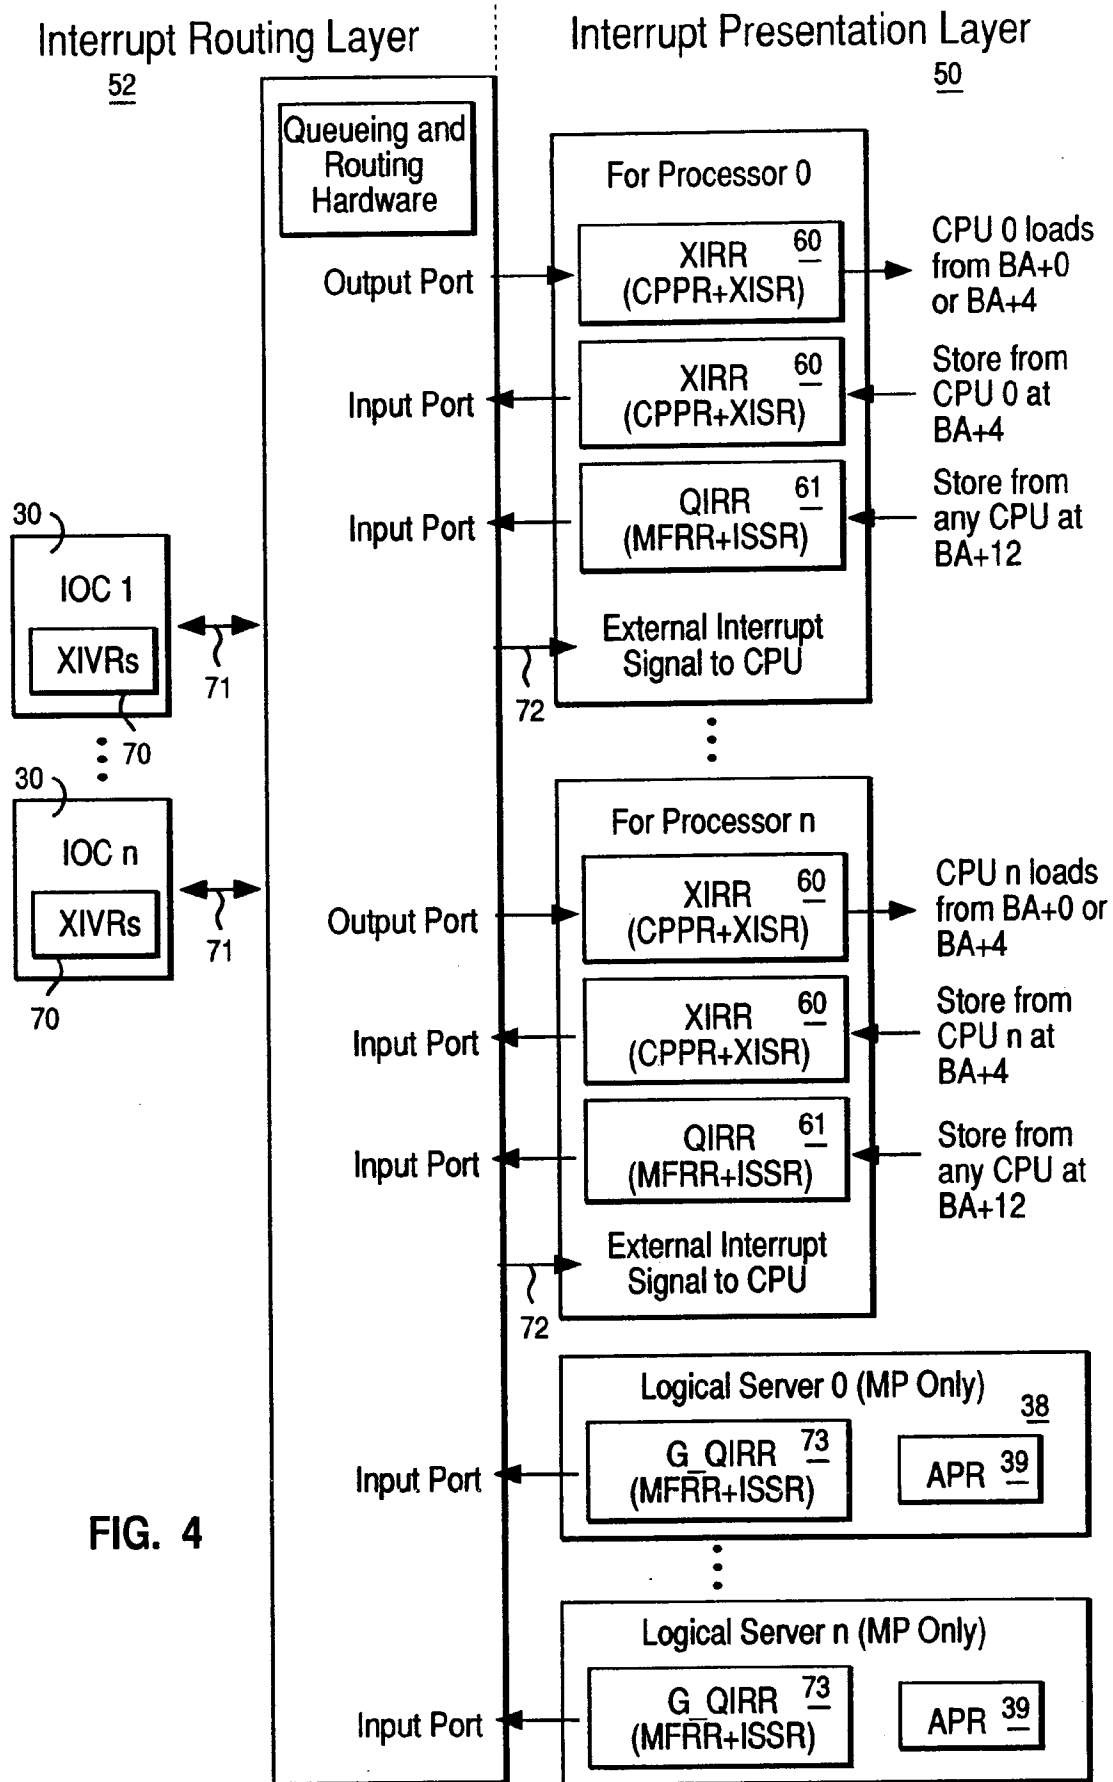 Interrupt Routing Layer
52
Interrupt Presentation Layer
50
Queueing and
Routing
Hardware
For Processor 0
Output Port
XIRR 60
(CPPR+XISR)
CPU 0 loads
from BA+0
or BA+4
Input Port
XIRR 60
(CPPR+XISR)
Store from
CPU 0 at
BA+4
Input Port
QIRR 61
(MFRR+ISSR)
Store from
any CPU at
BA+12
30
IOC 1
XIVRs
70
71
External Interrupt
Signal to CPU
72
30
IOC n
XIVRs
70
71
For Processor n
Output Port
XIRR 60
(CPPR+XISR)
CPU n loads
from BA+0 or
BA+4
Input Port
XIRR 60
(CPPR+XISR)
Store from
CPU n at
BA+4
Input Port
QIRR 61
(MFRR+ISSR)
Store from
any CPU at
BA+12
External Interrupt
Signal to CPU
72
Logical Server 0 (MP Only)
38
Input Port
G_QIRR 73
(MFRR+ISSR)
APR 39
FIG. 4
Logical Server n (MP Only)
Input Port
G_QIRR 73
(MFRR+ISSR)
APR 39